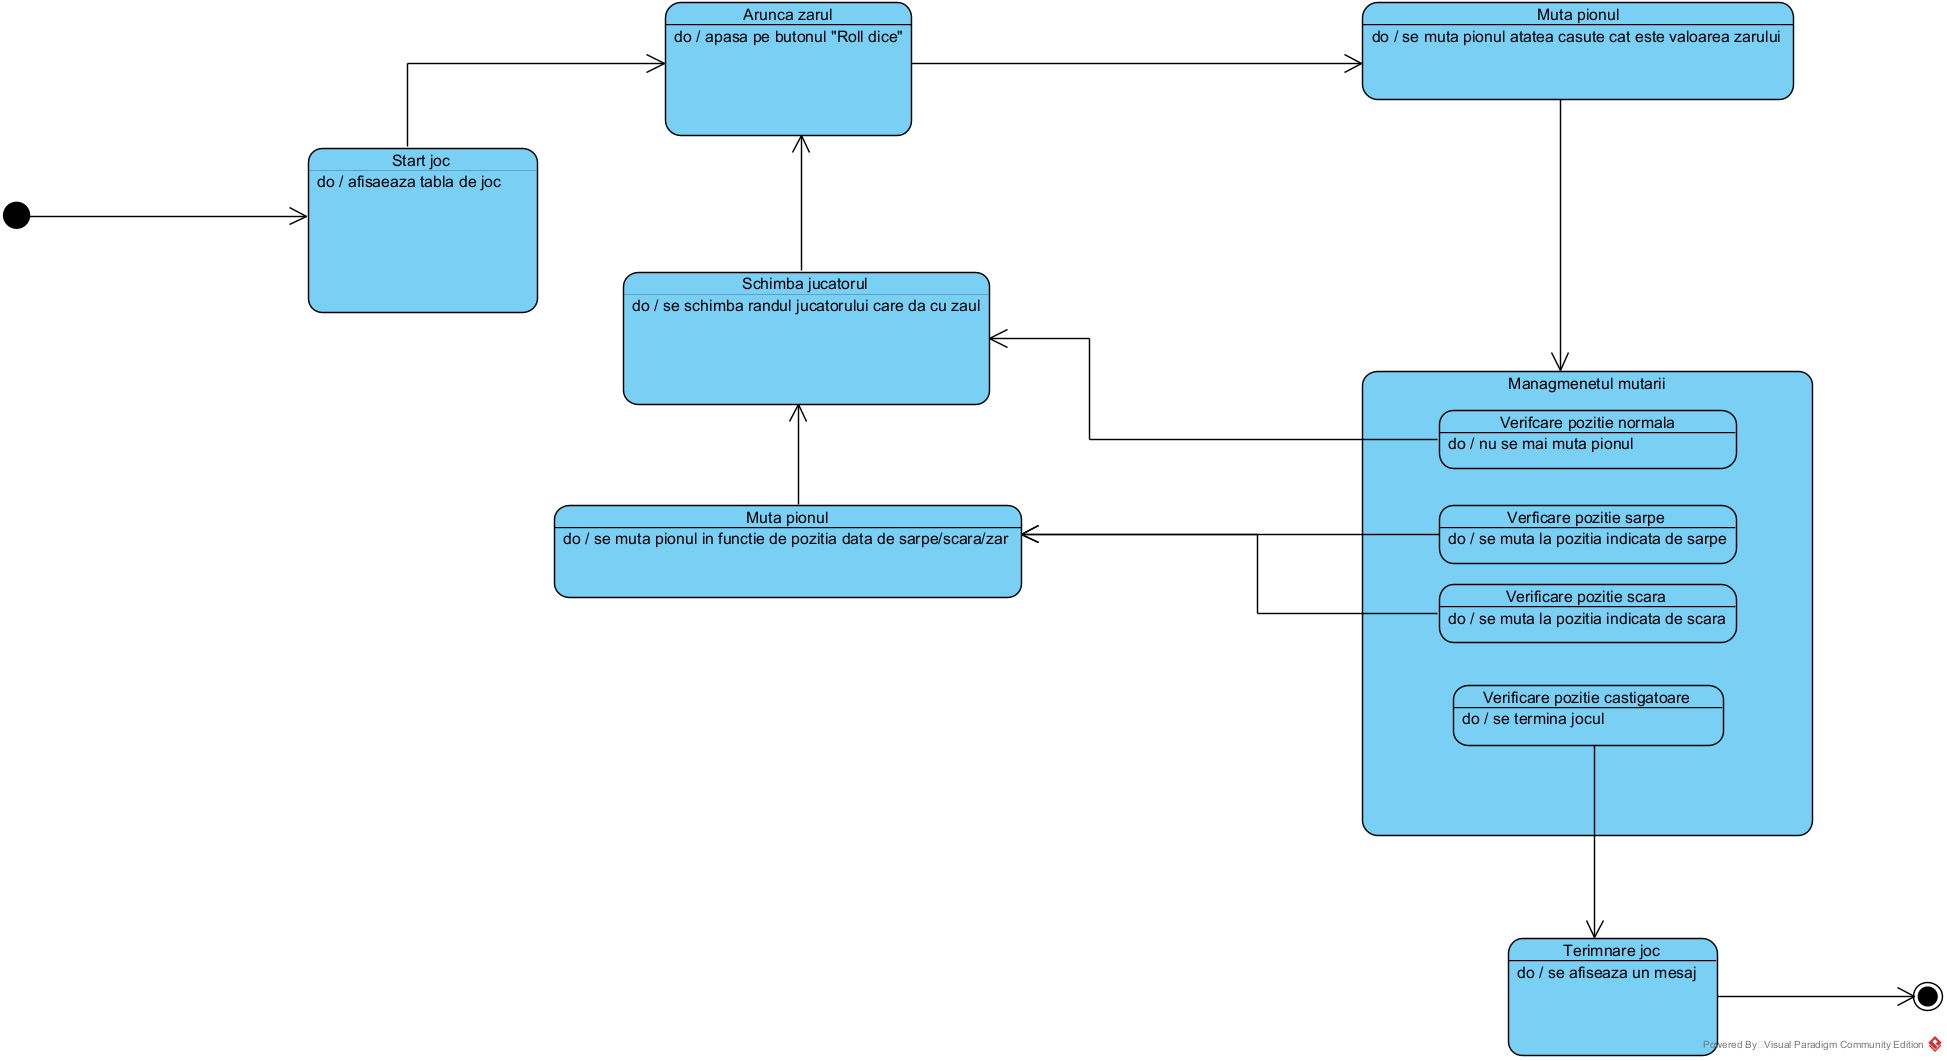 Arunca zarul
do / apasa pe butonul "Roll dice"
Muta pionul
do / se muta pionul atatea casute cat este valoarea zarului
Start joc
do / afisaeaza tabla de joc
Schimba jucatorul
do / se schimba randul jucatorului care da cu zaul
Managmenetul mutarii
Verifcare pozitie normala
do / nu se mai muta pionul
Muta pionul
do / se muta pionul in functie de pozitia data de sarpe/scara/zar
Verficare pozitie sarpe
do / se muta la pozitia indicata de sarpe
Verificare pozitie scara
do / se muta la pozitia indicata de scara
Verificare pozitie castigatoare
do / se termina jocul
Terimnare joc
do / se afiseaza un mesaj
Powered By Visual Paradigm Community Edition